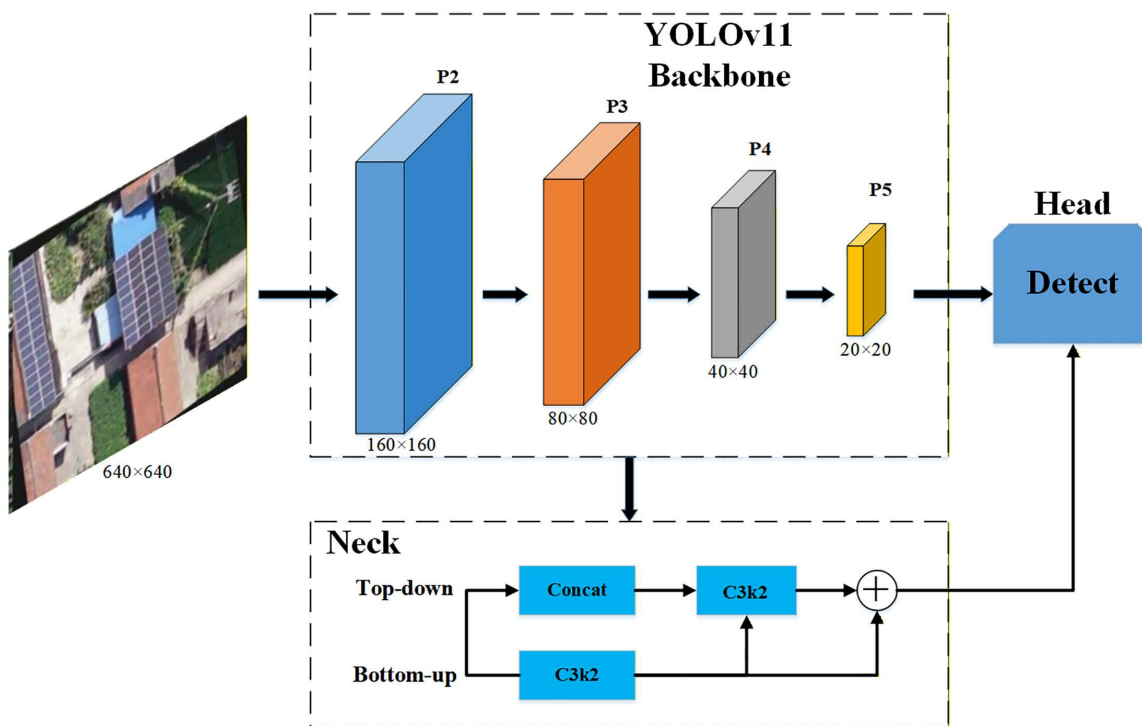 YOLOv11
Backbone
P2
P3
P4
P5
160×160
80×80
40×40
20×20
640×640
Head
Detect
Neck
Top-down
Concat
C3k2
Bottom-up
C3k2